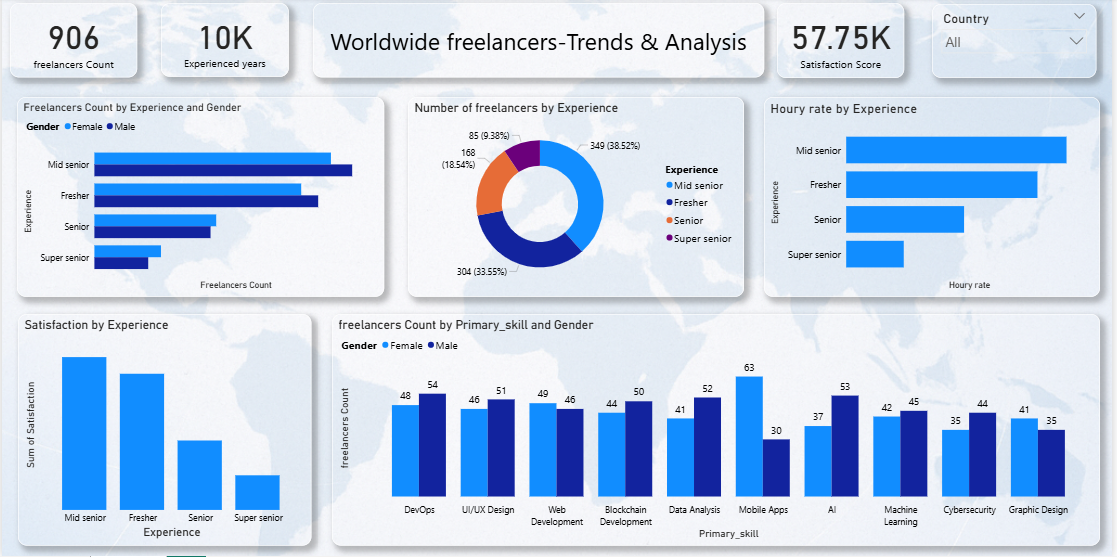 906
freelancers Count
10K
Experienced years
Worldwide freelancers-Trends & Analysis
57.75K
Satisfaction Score
Country
All
Freelancers Count by Experience and Gender
Gender Female Male
Experience
Mid senior
Fresher
Senior
Super senior
Freelancers Count
Number of freelancers by Experience
85 (9.38%)
168
(18.54%)
349 (38.52%)
304 (33.55%)
Experience
Mid senior
Fresher
Senior
Super senior
Houry rate by Experience
Experience
Mid senior
Fresher
Senior
Super senior
Houry rate
Satisfaction by Experience
Sum of Satisfaction
Mid senior Fresher Senior Super senior
Experience
freelancers Count by Primary_skill and Gender
Gender Female Male
freelancers Count
48 54 46 51 49 46 44 50 41 52 63 30 37 53 42 45 35 44 41 35
DevOps
UI/UX Design
Web
Development
Blockchain
Development
Data Analysis
Mobile Apps
AI
Machine
Learning
Cybersecurity
Graphic Design
Primary_skill